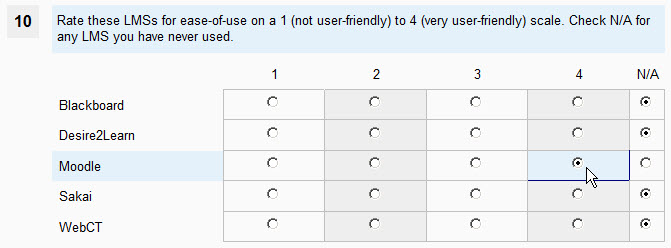 10
Rate these LMSs for ease-of-use on a 1 (not user-friendly) to 4 (very user-friendly) scale. Check N/A for
any LMS you have never used.
1 2 3 4 N/A
Blackboard
Desire2Learn
Moodle
Sakai
WebCT